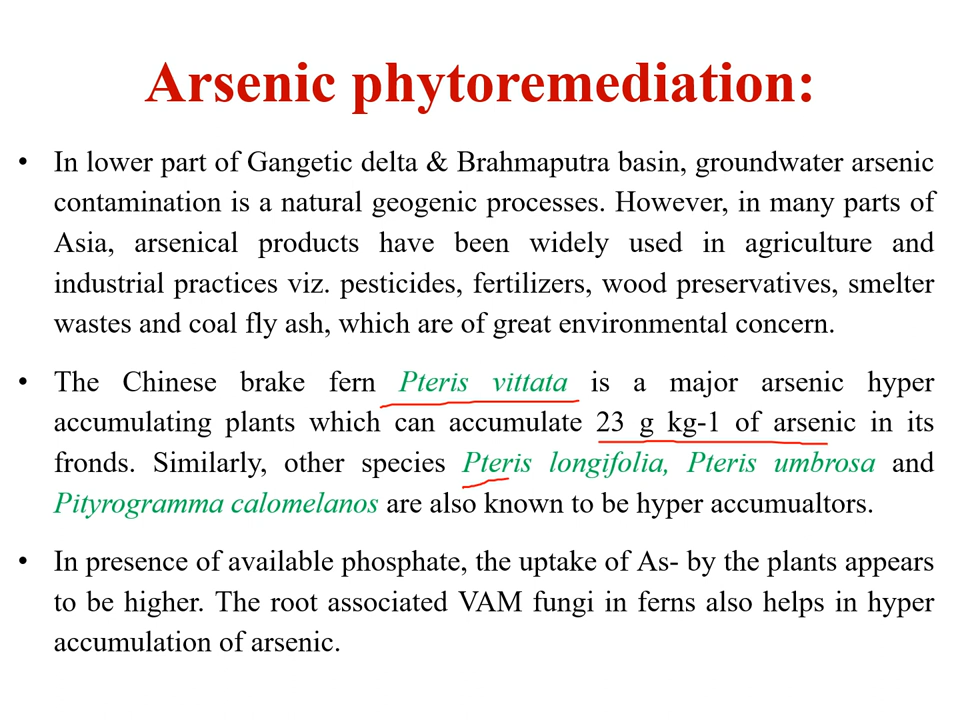 Arsenic phytoremediation:
• In lower part of Gangetic delta & Brahmaputra basin, groundwater arsenic
contamination is a natural geogenic processes. However, in many parts of
Asia, arsenical products have been widely used in agriculture and
industrial practices viz. pesticides, fertilizers, wood preservatives, smelter
wastes and coal fly ash, which are of great environmental concern.
• The Chinese brake fern Pteris vittata is a major arsenic hyper
accumulating plants which can accumulate 23 g kg-1 of arsenic in its
fronds. Similarly, other species Pteris longifolia, Pteris umbrosa and
Pityrogramma calomelanos are also known to be hyper accumualtors.
• In presence of available phosphate, the uptake of As- by the plants appears
to be higher. The root associated VAM fungi in ferns also helps in hyper
accumulation of arsenic.